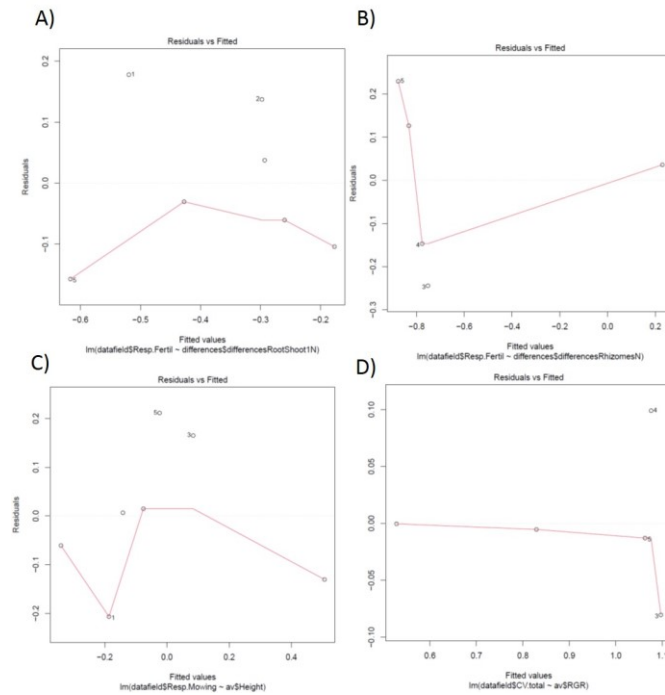 A)
Residuals vs Fitted
Residuals
0.2
0.1
0.0
-0.1
1
2
5
-0.6 -0.5 -0.4 -0.3 -0.2
Fitted values
lm(datafield$Resp.Fertil ~ differences$differencesRootShoot1N)
B)
Residuals vs Fitted
Residuals
0.2
0.1
0.0
-0.1
-0.2
-0.3
4
3
-0.8 -0.6 -0.4 -0.2 0.0 0.2
Fitted values
lm(datafield$Resp.Fertil ~ differences$differencesRhizomesN)
C)
Residuals vs Fitted
Residuals
0.2
0.1
0.0
-0.1
-0.2
3
1
-0.2 0.0 0.2 0.4
Fitted values
lm(datafield$Resp.Mowing ~ av$Height)
D)
Residuals vs Fitted
Residuals
0.10
0.05
0.00
-0.05
-0.10
4
5
3
0.6 0.7 0.8 0.9 1.0 1.1
Fitted values
lm(datafield$CV.total ~ av$RGR)